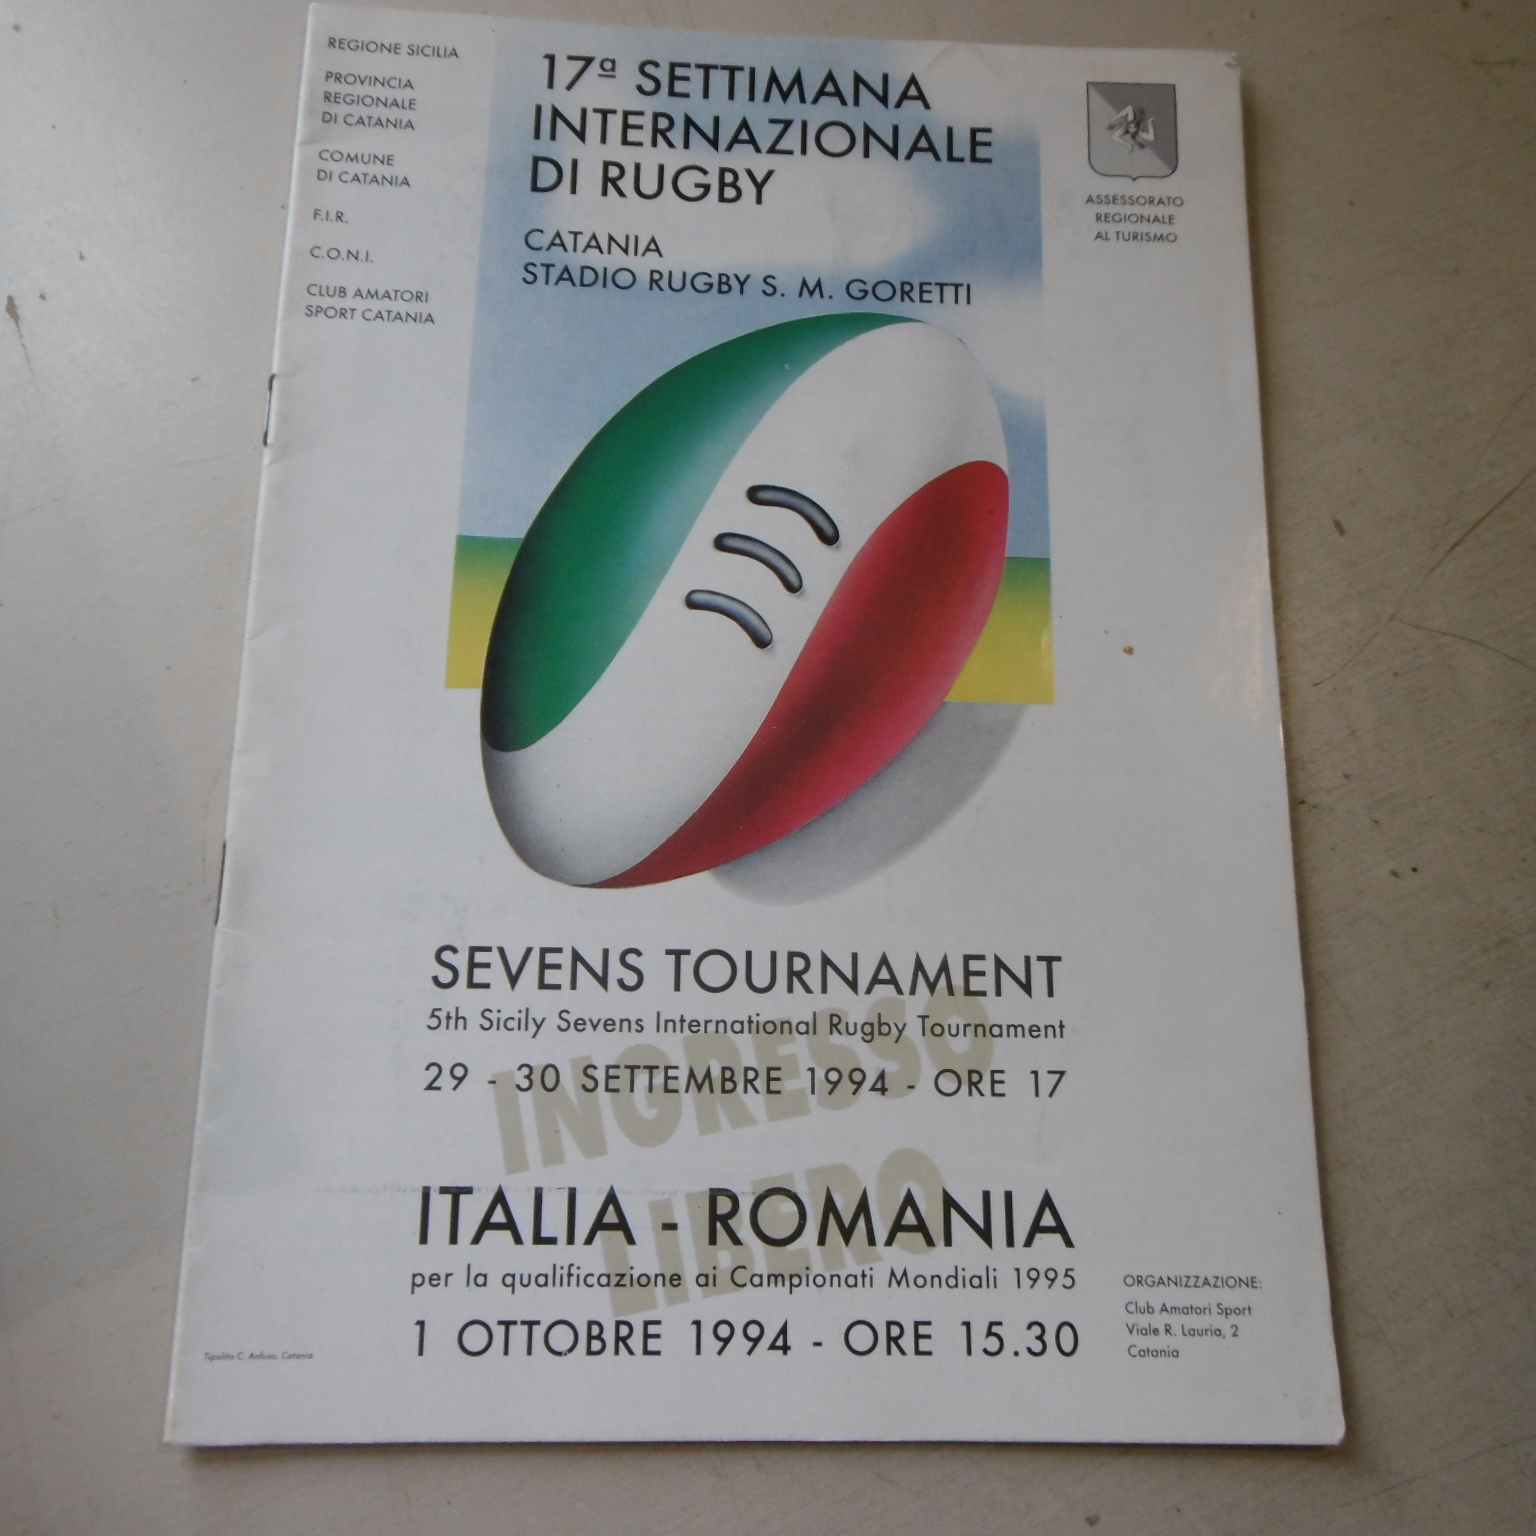 REGIONE SICILIA
PROVINCIA
REGIONALE
DI CATANIA
COMUNE
DI CATANIA
F.I.R.
C.O.N.I.
CLUB AMATORI
SPORT CATANIA
17ª SETTIMANA
INTERNAZIONALE
DI RUGBY
CATANIA
STADIO RUGBY S. M. GORETTI
ASSESSORATO
REGIONALE
AL TURISMO
SEVENS TOURNAMENT
5th Sicily Sevens International Rugby Tournament
29 - 30 SETTEMBRE 1994 - ORE 17
INGRESSO
LIBERO
ITALIA - ROMANIA
per la qualificazione ai Campionati Mondiali 1995
1 OTTOBRE 1994 - ORE 15.30
ORGANIZZAZIONE:
Club Amatori Sport
Viale R. Lauria, 2
Catania
Tipolito C. Anfuso, Catania